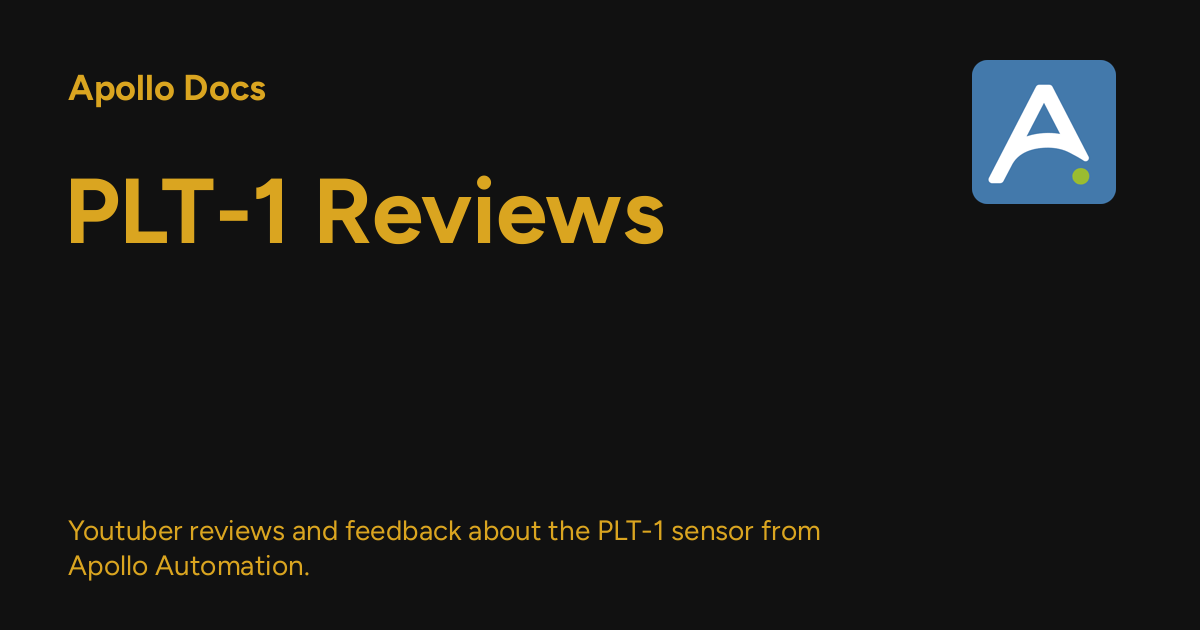 Apollo Docs
PLT-1 Reviews
Youtuber reviews and feedback about the PLT-1 sensor from
Apollo Automation.